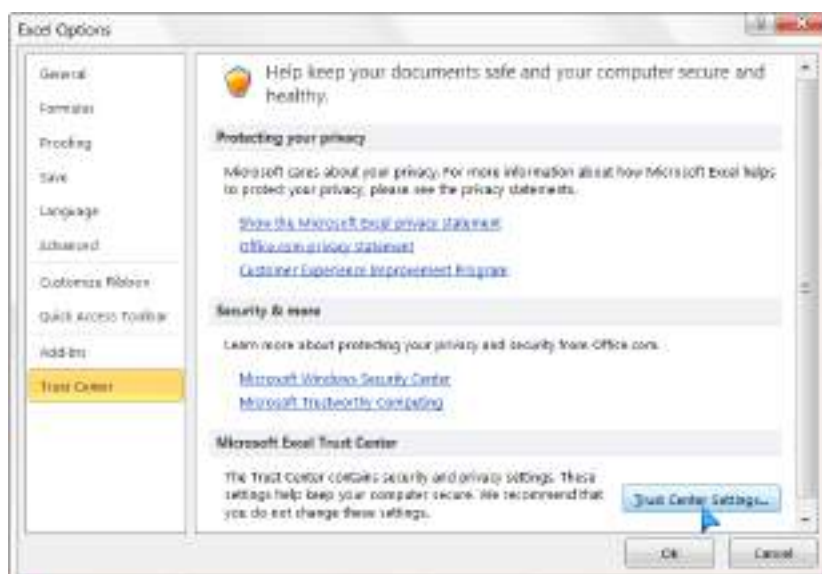 Excel Options
General
Formulas
Proofing
Save
Language
Advanced
Customize Ribbon
Quick Access Toolbar
Add-Ins
Trust Center
Help keep your documents safe and your computer secure and
healthy.
Protecting your privacy
Microsoft cares about your privacy. For more information about how Microsoft Excel helps
to protect your privacy, please see the privacy statements.
Show the Microsoft Excel privacy statement
Office.com privacy statement
Customer Experience Improvement Program
Security & more
Learn more about protecting your privacy and security from Office.com.
Microsoft Windows Security Center
Microsoft Trustworthy Computing
Microsoft Excel Trust Center
The Trust Center contains security and privacy settings. These
settings help keep your computer secure. We recommend that
you do not change these settings.
Trust Center Settings...
OK
Cancel